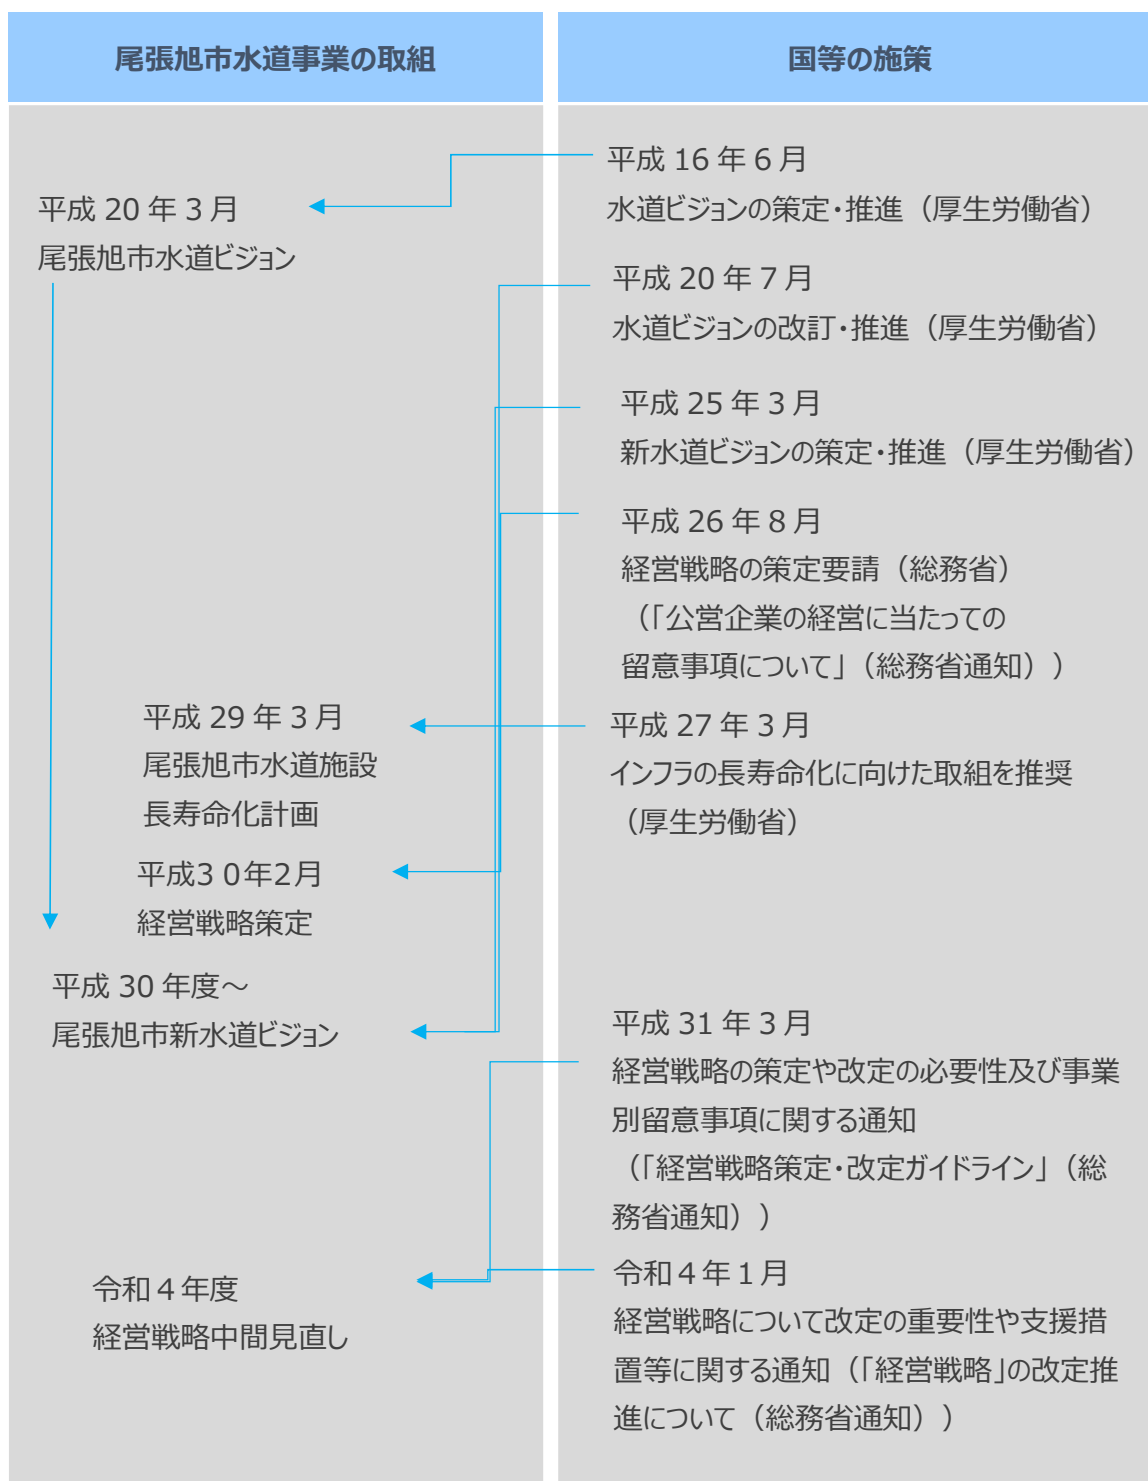 尾張旭市水道事業の取組
平成 20 年 3 月
尾張旭市水道ビジョン
平成 29 年 3 月
尾張旭市水道施設
長寿命化計画
平成3 0年2月
経営戦略策定
平成 30 年度～
尾張旭市新水道ビジョン
令和 4 年度
経営戦略中間見直し
国等の施策
平成 16 年 6 月
水道ビジョンの策定・推進（厚生労働省）
平成 20 年 7 月
水道ビジョンの改訂・推進（厚生労働省）
平成 25 年 3 月
新水道ビジョンの策定・推進（厚生労働省）
平成 26 年 8 月
経営戦略の策定要請（総務省）
（「公営企業の経営に当たっての
留意事項について」（総務省通知））
平成 27 年 3 月
インフラの長寿命化に向けた取組を推奨
（厚生労働省）
平成 31 年 3 月
経営戦略の策定や改定の必要性及び事業
別留意事項に関する通知
（「経営戦略策定・改定ガイドライン」（総
務省通知））
令和 4 年 1 月
経営戦略について改定の重要性や支援措
置等に関する通知（「経営戦略」の改定推
進について（総務省通知））